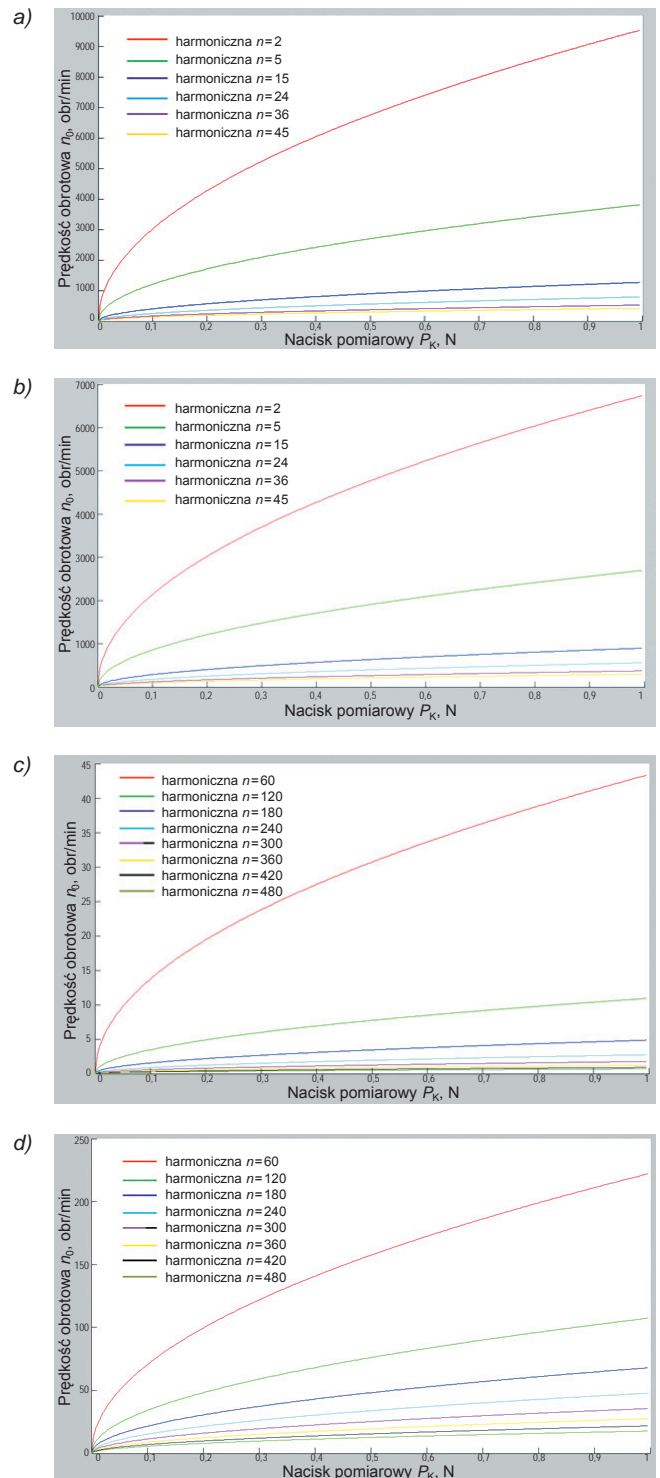 a)
Prędkość obrotowa n₀, obr/min
10000
9000
8000
7000
6000
5000
4000
3000
2000
1000
0
harmoniczna n=2
harmoniczna n=5
harmoniczna n=15
harmoniczna n=24
harmoniczna n=36
harmoniczna n=45
0 0,1 0,2 0,3 0,4 0,5 0,6 0,7 0,8 0,9 1
Nacisk pomiarowy P_K, N
b)
Prędkość obrotowa n₀, obr/min
7000
6000
5000
4000
3000
2000
1000
0
harmoniczna n=2
harmoniczna n=5
harmoniczna n=15
harmoniczna n=24
harmoniczna n=36
harmoniczna n=45
0 0,1 0,2 0,3 0,4 0,5 0,6 0,7 0,8 0,9 1
Nacisk pomiarowy P_K, N
c)
Prędkość obrotowa n₀, obr/min
45
40
35
30
25
20
15
10
5
0
harmoniczna n=60
harmoniczna n=120
harmoniczna n=180
harmoniczna n=240
harmoniczna n=300
harmoniczna n=360
harmoniczna n=420
harmoniczna n=480
0 0,1 0,2 0,3 0,4 0,5 0,6 0,7 0,8 0,9 1
Nacisk pomiarowy P_K, N
d)
Prędkość obrotowa n₀, obr/min
250
200
150
100
50
0
harmoniczna n=60
harmoniczna n=120
harmoniczna n=180
harmoniczna n=240
harmoniczna n=300
harmoniczna n=360
harmoniczna n=420
harmoniczna n=480
0 0,1 0,2 0,3 0,4 0,5 0,6 0,7 0,8 0,9 1
Nacisk pomiarowy P_K, N